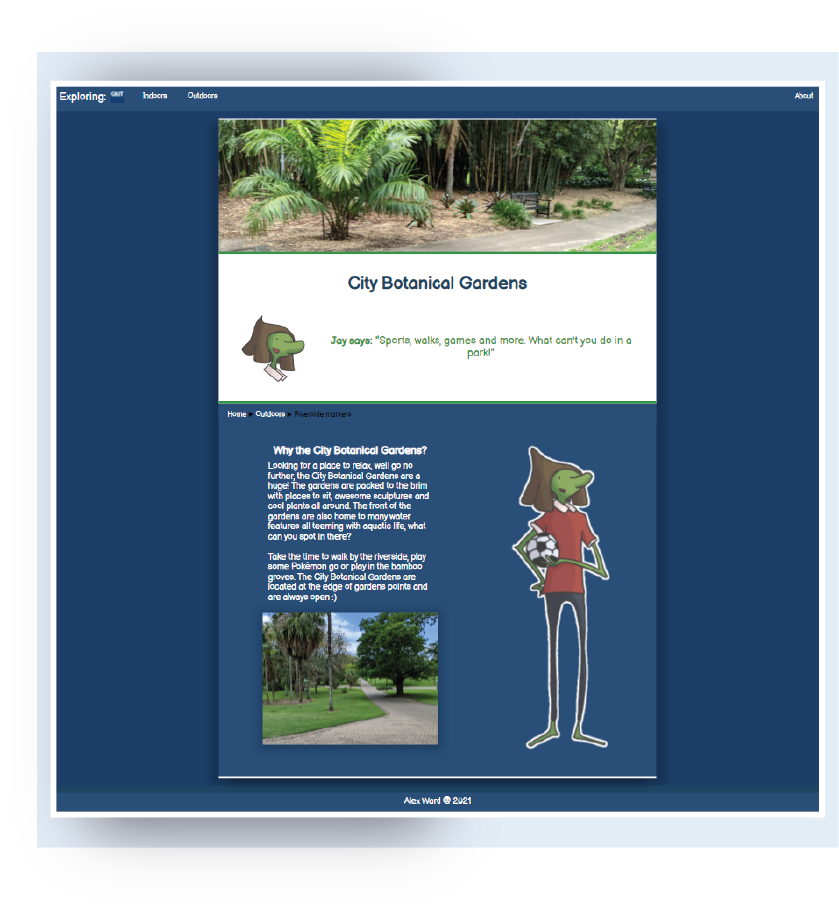 Exploring: QUT Indoors Outdoors About
City Botanical Gardens
Jay says: "Sports, walks, games and more. What can't you do in a
park!"
Home ▸ Outdoors ▸ Riverside markets
Why the City Botanical Gardens?
Looking for a place to relax, well go no
further, the City Botanical Gardens are a
huge! The gardens are packed to the brim
with places to sit, awesome sculptures and
cool plants all around. The front of the
gardens are also home to many water
features all teeming with aquatic life, what
can you spot in there?
Take the time to walk by the riverside, play
some Pokémon go or play in the bamboo
groves. The City Botanical Gardens are
located at the edge of gardens points and
are always open :)
Alex Ward © 2021